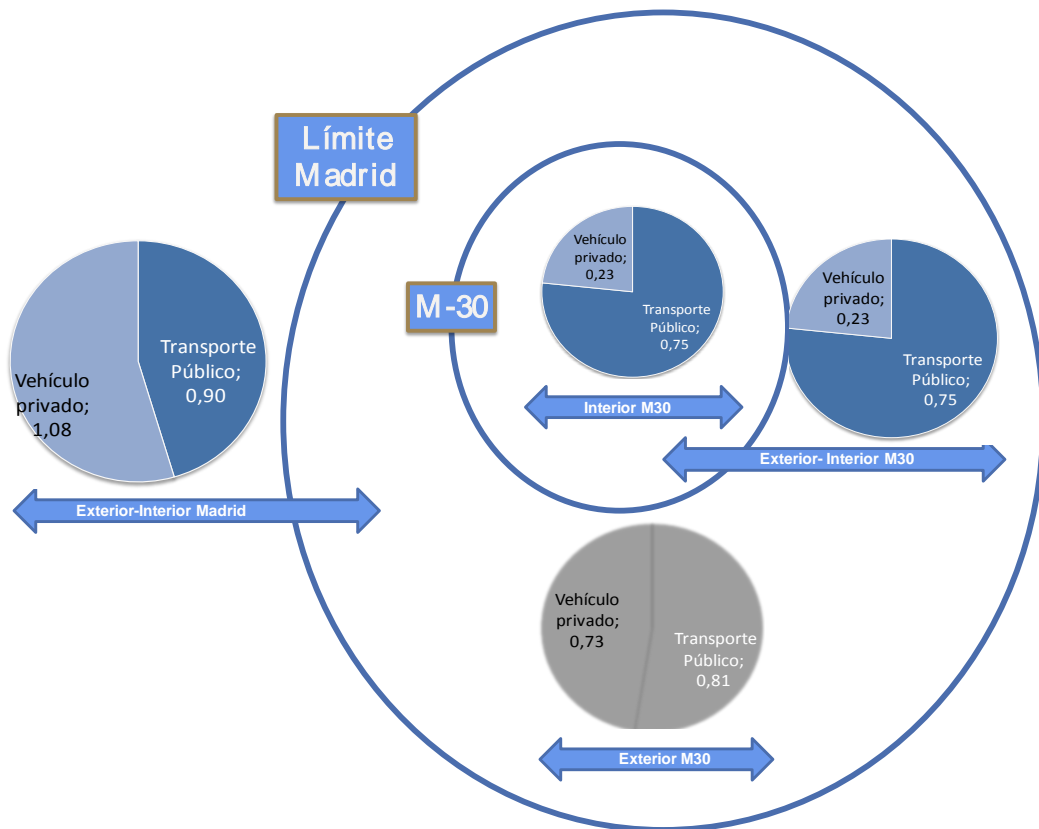 Límite
Madrid
M-30
Vehículo
privado;
0,23
Transporte
Público;
0,75
Interior M30
Vehículo
privado;
0,23
Transporte
Público;
0,75
Exterior- Interior M30
Vehículo
privado;
1,08
Transporte
Público;
0,90
Exterior-Interior Madrid
Vehículo
privado;
0,73
Transporte
Público;
0,81
Exterior M30